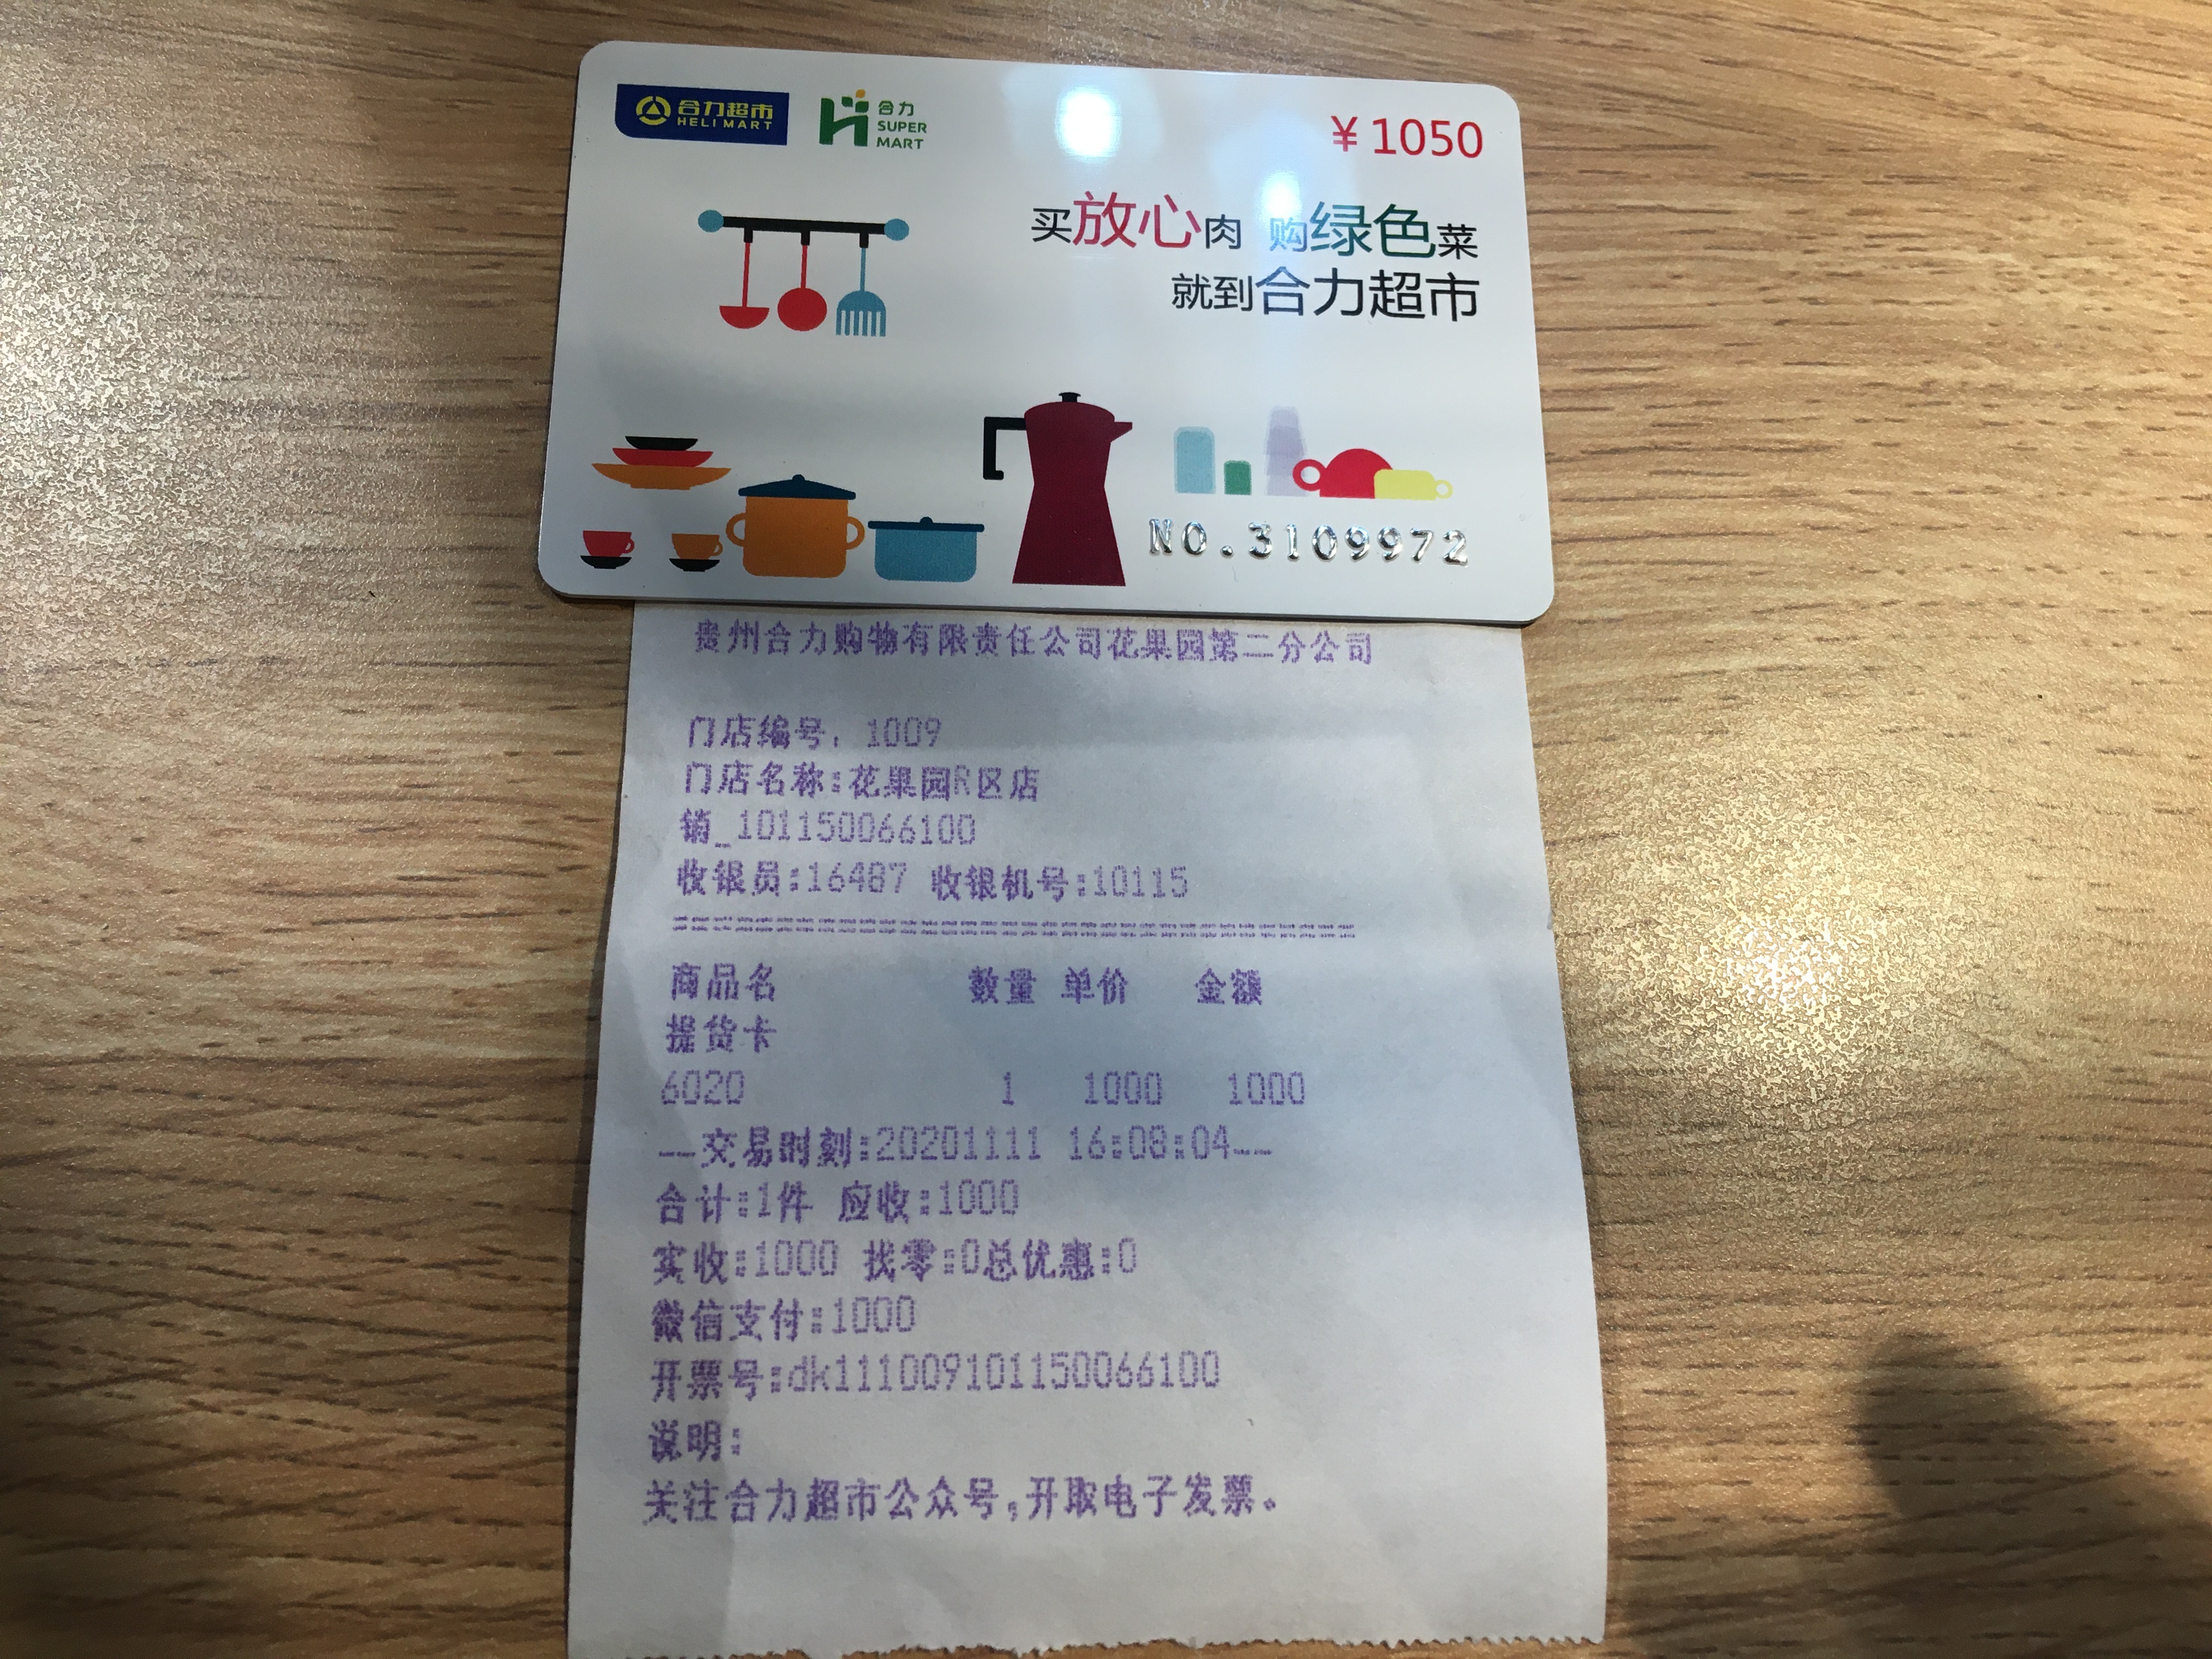 合力超市
HELI MART
合力
SUPER
MART
￥1050
买放心肉 购绿色菜
就到合力超市
NO.3109972
贵州合力购物有限责任公司花果园第二分公司
门店编号: 1009
门店名称:花果园R区店
销_101150066100
收银员:16487 收银机号:10115
商品名 数量 单价 金额
提货卡
6020 1 1000 1000
--交易时刻:20201111 16:08:04--
合计:1件 应收:1000
实收:1000 找零:0总优惠:0
微信支付:1000
开票号:dk111009101150066100
说明:
关注合力超市公众号,开取电子发票。